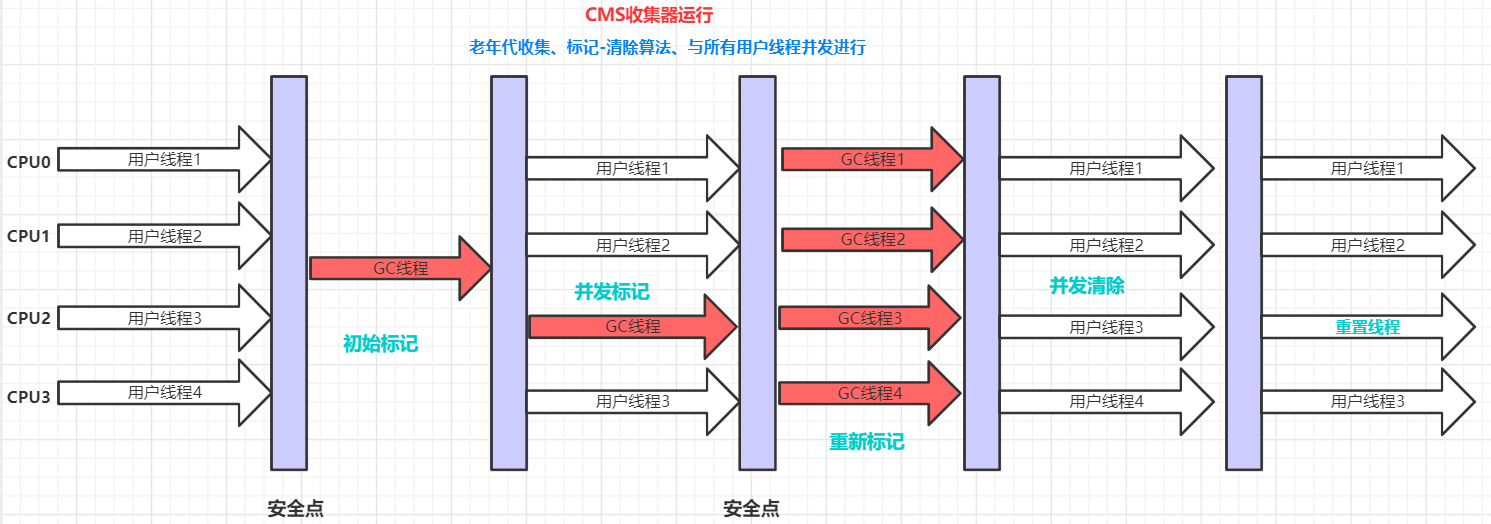 CMS收集器运行
老年代收集、标记-清除算法、与所有用户线程并发进行
CPU0
用户线程1
用户线程1
GC线程1
用户线程1
用户线程1
CPU1
用户线程2
用户线程2
GC线程2
用户线程2
用户线程2
GC线程
并发标记
并发清除
CPU2
用户线程3
GC线程
GC线程3
用户线程3
重置线程
初始标记
CPU3
用户线程4
用户线程3
GC线程4
用户线程4
用户线程3
重新标记
安全点
安全点